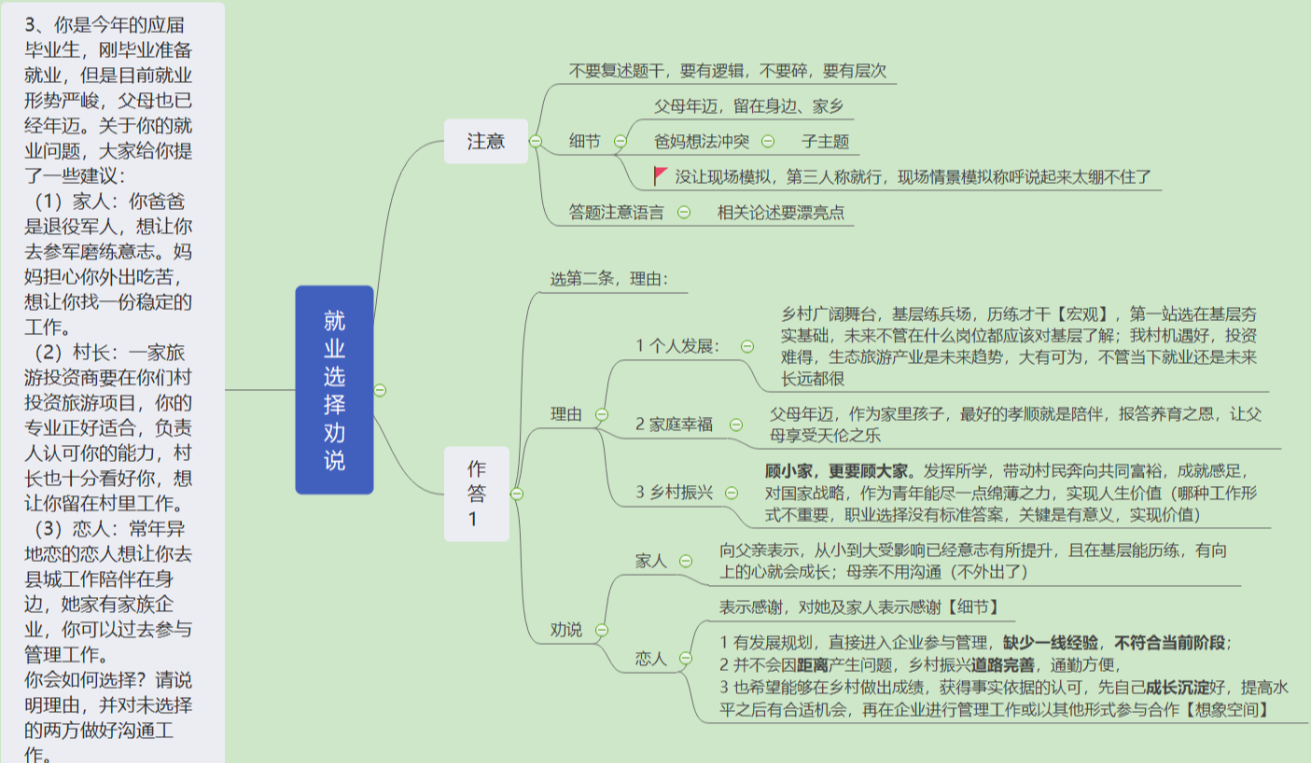 3、你是今年的应届
毕业生，刚毕业准备
就业，但是目前就业
形势严峻，父母也已
经年迈。关于你的就
业问题，大家给你提
了一些建议：
（1）家人：你爸爸
是退役军人，想让你
去参军磨练意志。妈
妈担心你外出吃苦，
想让你找一份稳定的
工作。
（2）村长：一家旅
游投资商要在你们村
投资旅游项目，你的
专业正好适合，负责
人认可你的能力，村
长也十分看好你，想
让你留在村里工作。
（3）恋人：常年异
地恋的恋人想让你去
县城工作陪伴在身
边，她家有家族企
业，你可以过去参与
管理工作。
你会如何选择？请说
明理由，并对未选择
的两方做好沟通工
作。
就业选择劝说
注意
不要复述题干，要有逻辑，不要碎，要有层次
细节
父母年迈，留在身边、家乡
爸妈想法冲突
子主题
没让现场模拟，第三人称就行，现场情景模拟称呼说起来太绷不住了
答题注意语言
相关论述要漂亮点
作答1
选第二条，理由：
理由
1 个人发展：
乡村广阔舞台，基层练兵场，历练才干【宏观】，第一站选在基层夯
实基础，未来不管在什么岗位都应该对基层了解；我村机遇好，投资
难得，生态旅游产业是未来趋势，大有可为，不管当下就业还是未来
长远都很
2 家庭幸福
父母年迈，作为家里孩子，最好的孝顺就是陪伴，报答养育之恩，让父
母享受天伦之乐
3 乡村振兴
顾小家，更要顾大家。发挥所学，带动村民奔向共同富裕，成就感足，
对国家战略，作为青年能尽一点绵薄之力，实现人生价值（哪种工作形
式不重要，职业选择没有标准答案，关键是有意义，实现价值）
劝说
家人
向父亲表示，从小到大受影响已经意志有所提升，且在基层能历练，有向
上的心就会成长；母亲不用沟通（不外出了）
恋人
表示感谢，对她及家人表示感谢【细节】
1 有发展规划，直接进入企业参与管理，缺少一线经验，不符合当前阶段；
2 并不会因距离产生问题，乡村振兴道路完善，通勤方便，
3 也希望能够在乡村做出成绩，获得事实依据的认可，先自己成长沉淀好，提高水
平之后有合适机会，再在企业进行管理工作或以其他形式参与合作【想象空间】